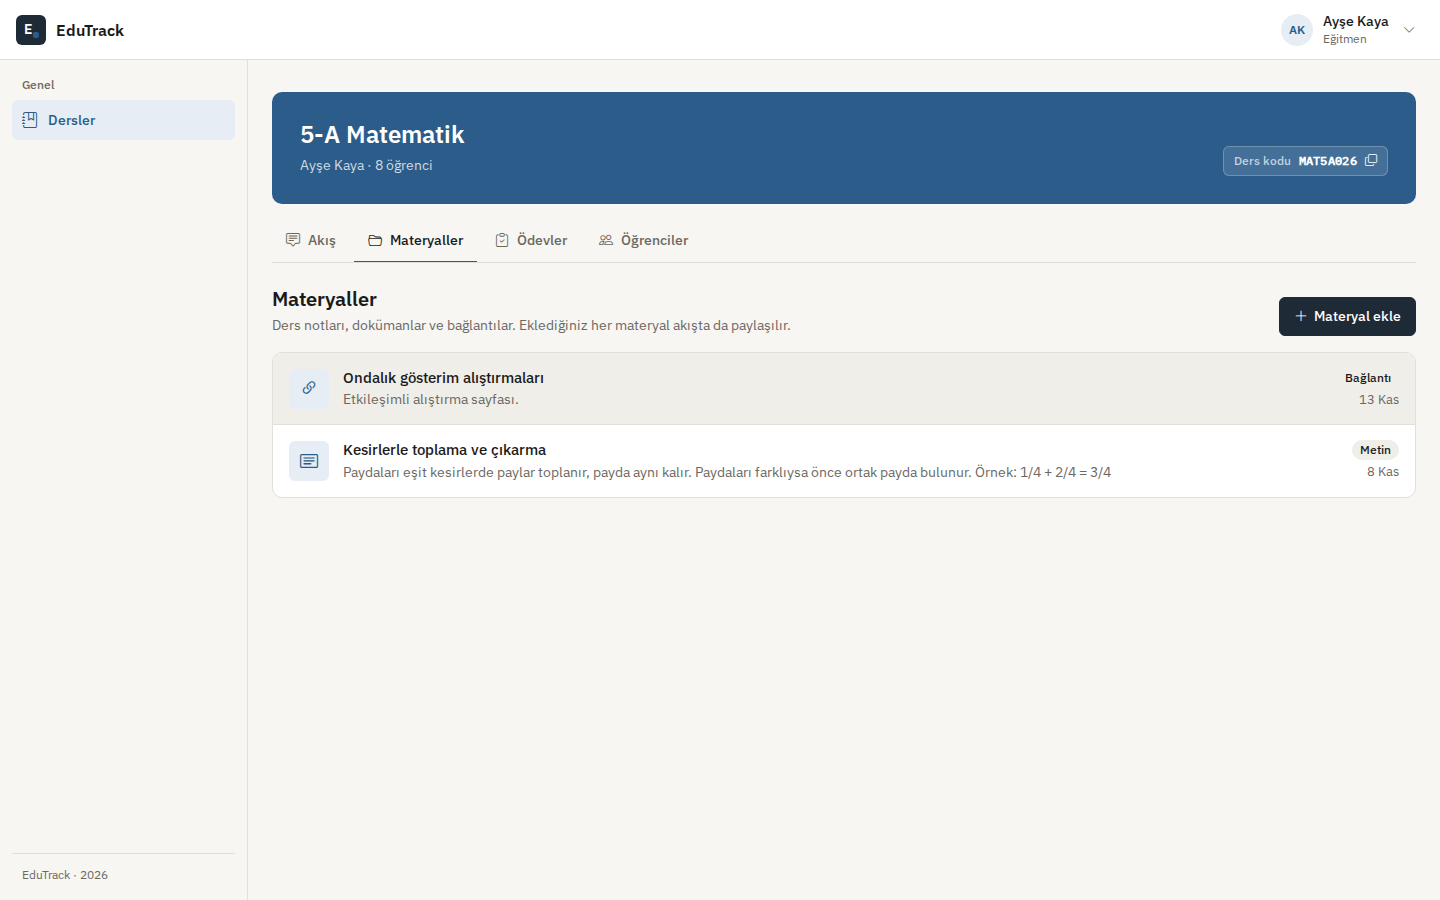 E.
EduTrack
AK
Ayşe Kaya
Eğitmen
Genel
Dersler
5-A Matematik
Ayşe Kaya · 8 öğrenci
Ders kodu MAT5A026
Akış
Materyaller
Ödevler
Öğrenciler
Materyaller
Ders notları, dokümanlar ve bağlantılar. Eklediğiniz her materyal akışta da paylaşılır.
+ Materyal ekle
Ondalık gösterim alıştırmaları
Bağlantı
Etkileşimli alıştırma sayfası.
13 Kas
Kesirlerle toplama ve çıkarma
Metin
Paydaları eşit kesirlerde paylar toplanır, payda aynı kalır. Paydaları farklıysa önce ortak payda bulunur. Örnek: 1/4 + 2/4 = 3/4
8 Kas
EduTrack · 2026